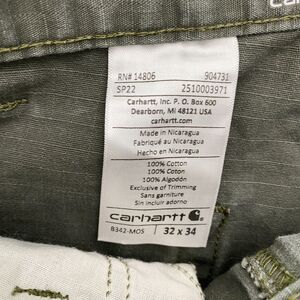 ca
RN# 14806 904731
SP22 2510003971
Carhartt, Inc. P. O. Box 600
Dearborn, MI 48121 USA
carhartt.com
Made in Nicaragua
Fabriqué au Nicaragua
Hecho en Nicaragua
100% Cotton
100% Coton
100% Algodón
Exclusive of Trimming
Sans garniture
Sin incluir adorno
carhartt
B342-MOS 32 x 34